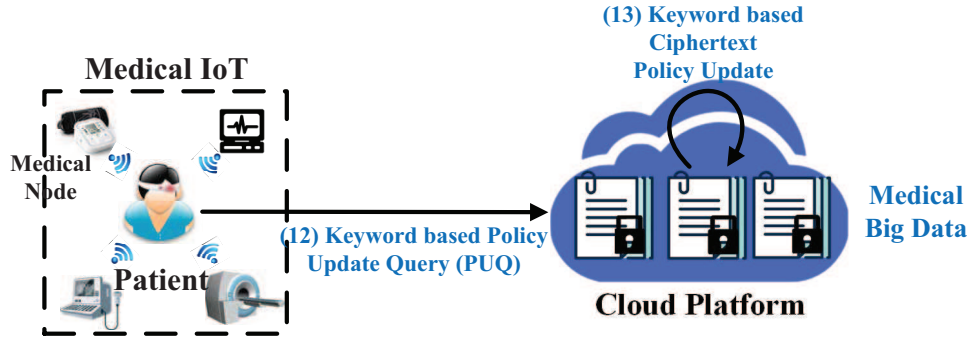 (13) Keyword based
Ciphertext
Policy Update
Medical IoT
Medical
Node
Patient
(12) Keyword based Policy
Update Query (PUQ)
Medical
Big Data
Cloud Platform